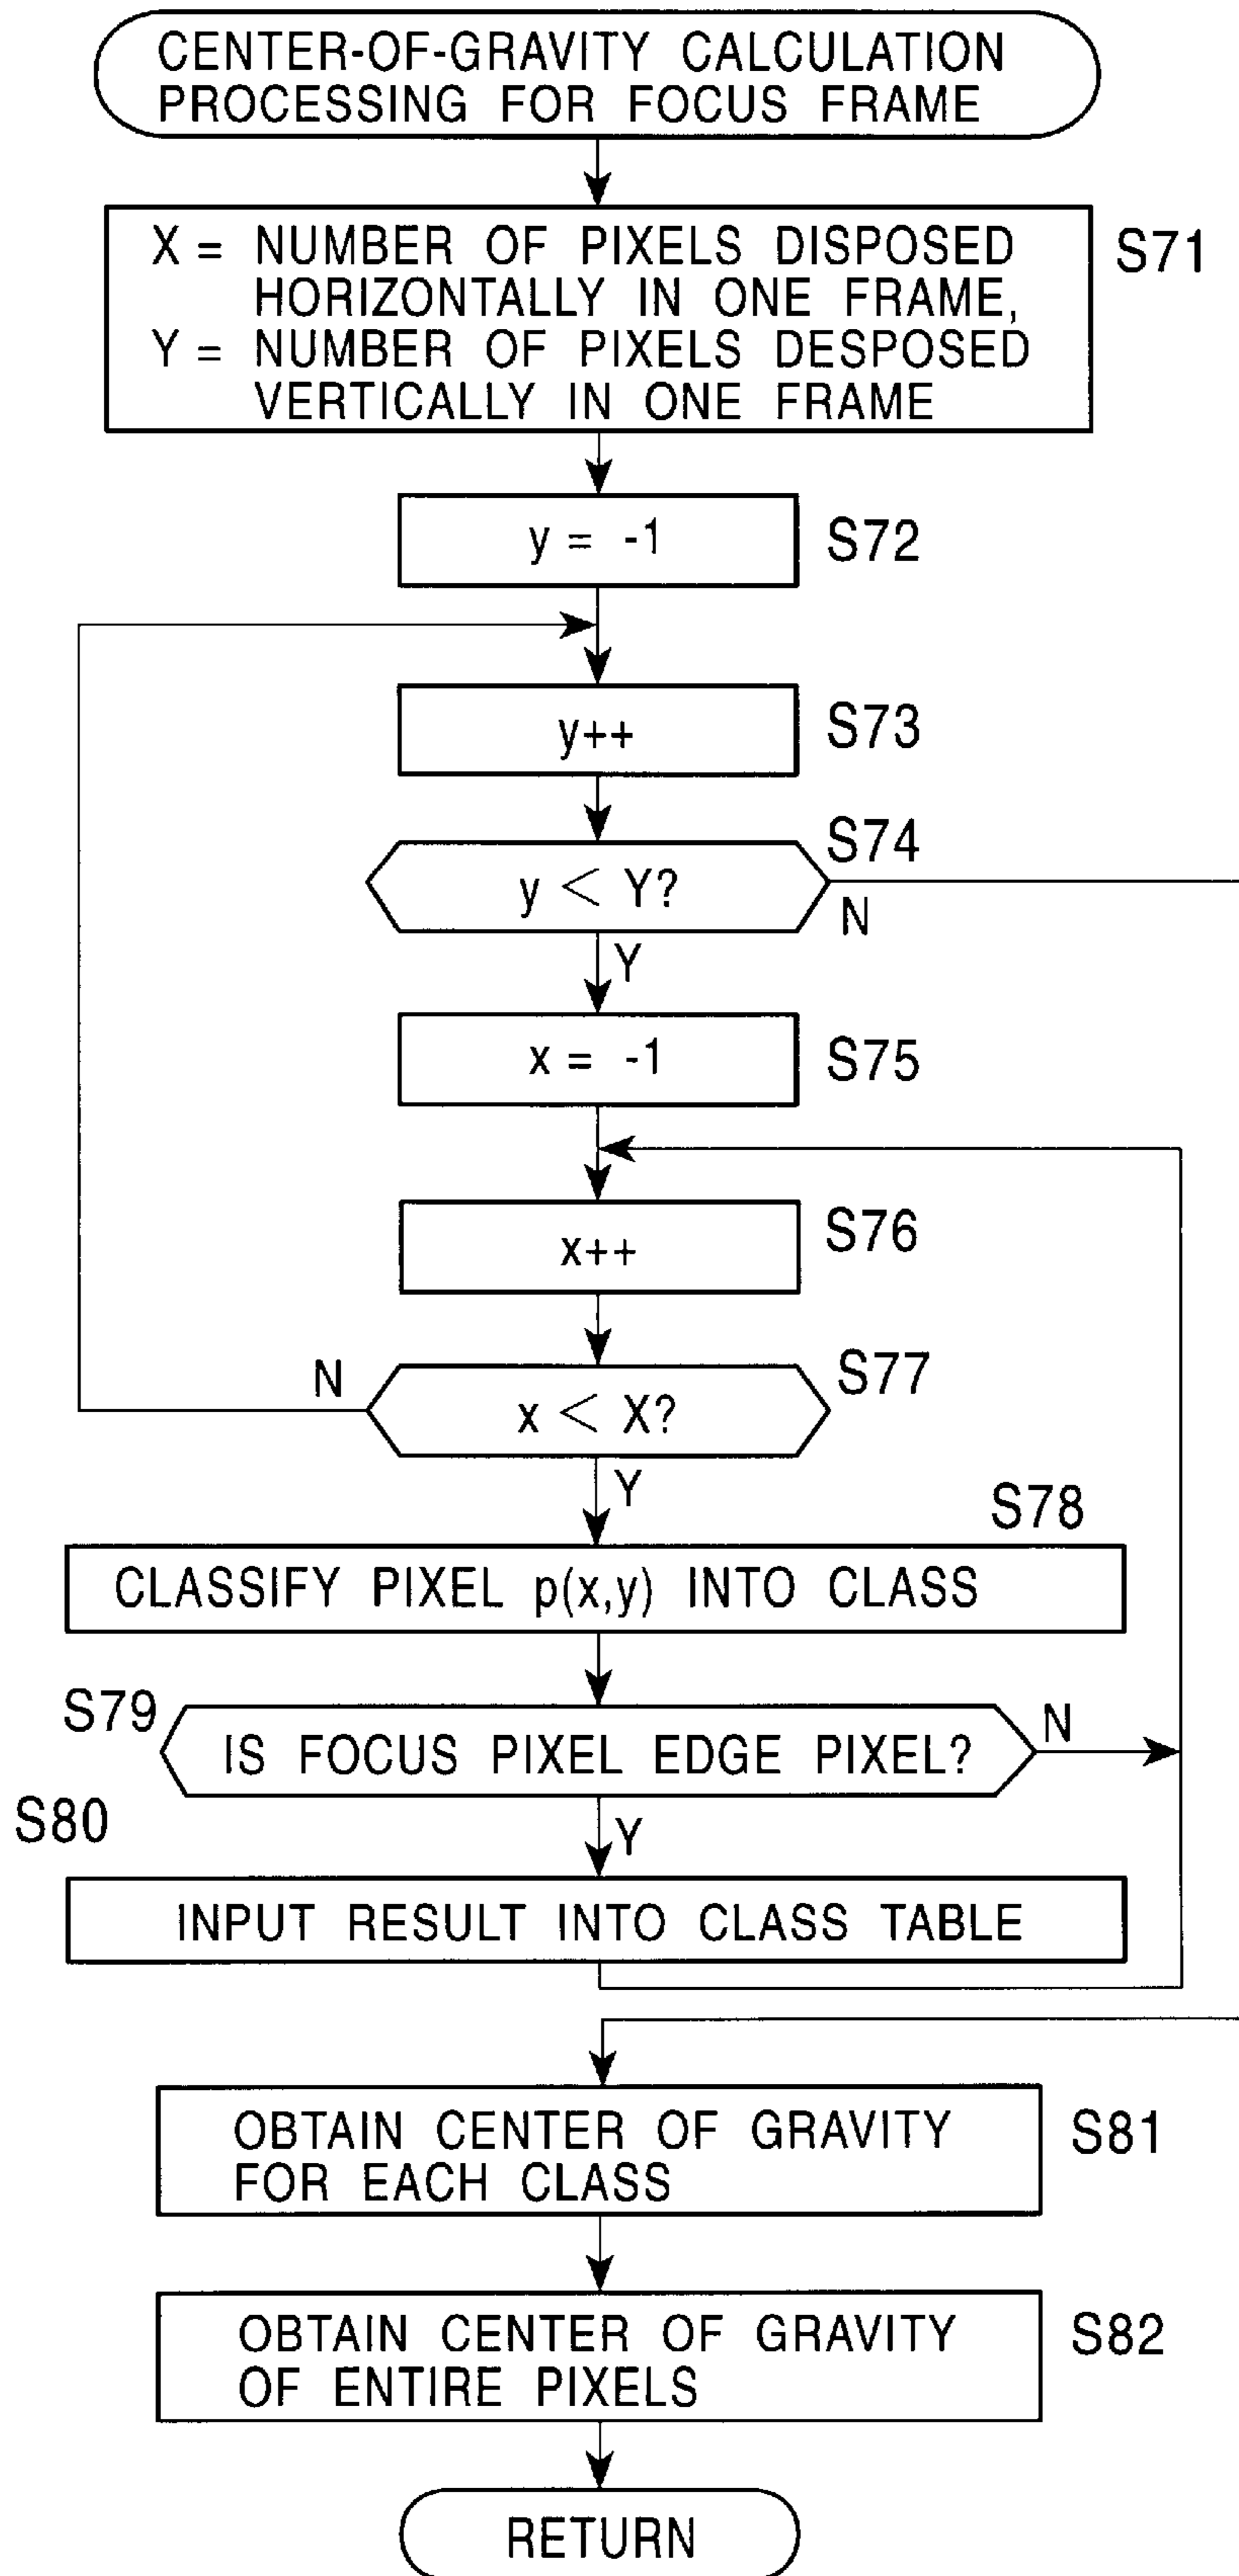 CENTER-OF-GRAVITY CALCULATION
PROCESSING FOR FOCUS FRAME
X = NUMBER OF PIXELS DISPOSED
HORIZONTALLY IN ONE FRAME,
Y = NUMBER OF PIXELS DESPOSED
VERTICALLY IN ONE FRAME
S71
y = -1
S72
y++
S73
S74
y < Y?
N
Y
x = -1
S75
x++
S76
S77
N
x < X?
Y
S78
CLASSIFY PIXEL p(x,y) INTO CLASS
S79
IS FOCUS PIXEL EDGE PIXEL?
N
S80
Y
INPUT RESULT INTO CLASS TABLE
OBTAIN CENTER OF GRAVITY
FOR EACH CLASS
S81
OBTAIN CENTER OF GRAVITY
OF ENTIRE PIXELS
S82
RETURN